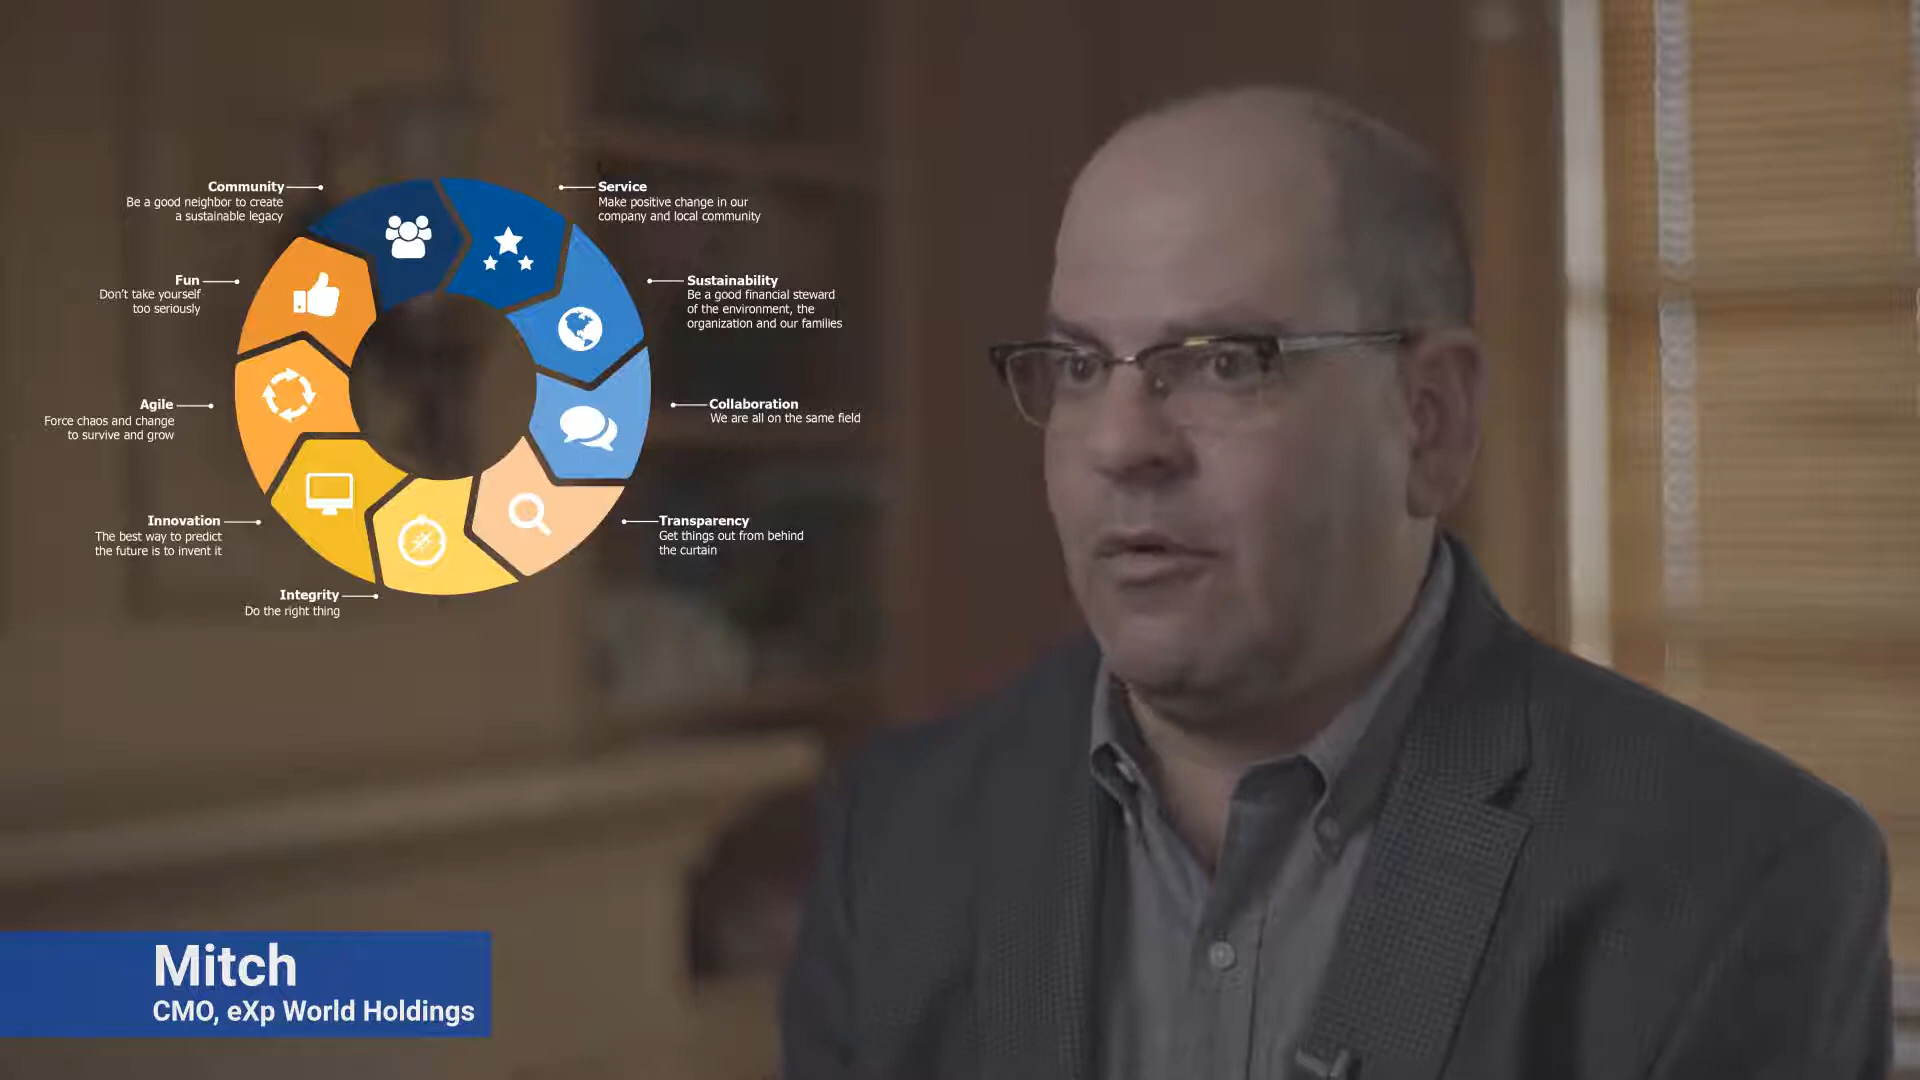 Community
Be a good neighbor to create
a sustainable legacy
Service
Make positive change in our
company and local community
Fun
Don't take yourself
too seriously
Sustainability
Be a good financial steward
of the environment, the
organization and our families
Agile
Force chaos and change
to survive and grow
Collaboration
We are all on the same field
Innovation
The best way to predict
the future is to invent it
Transparency
Get things out from behind
the curtain
Integrity
Do the right thing
Mitch
CMO, eXp World Holdings